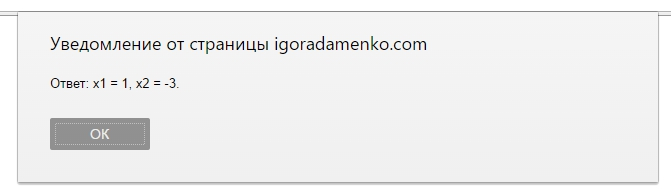 Уведомление от страницы igoradamenko.com
Ответ: x1 = 1, x2 = -3.
OK